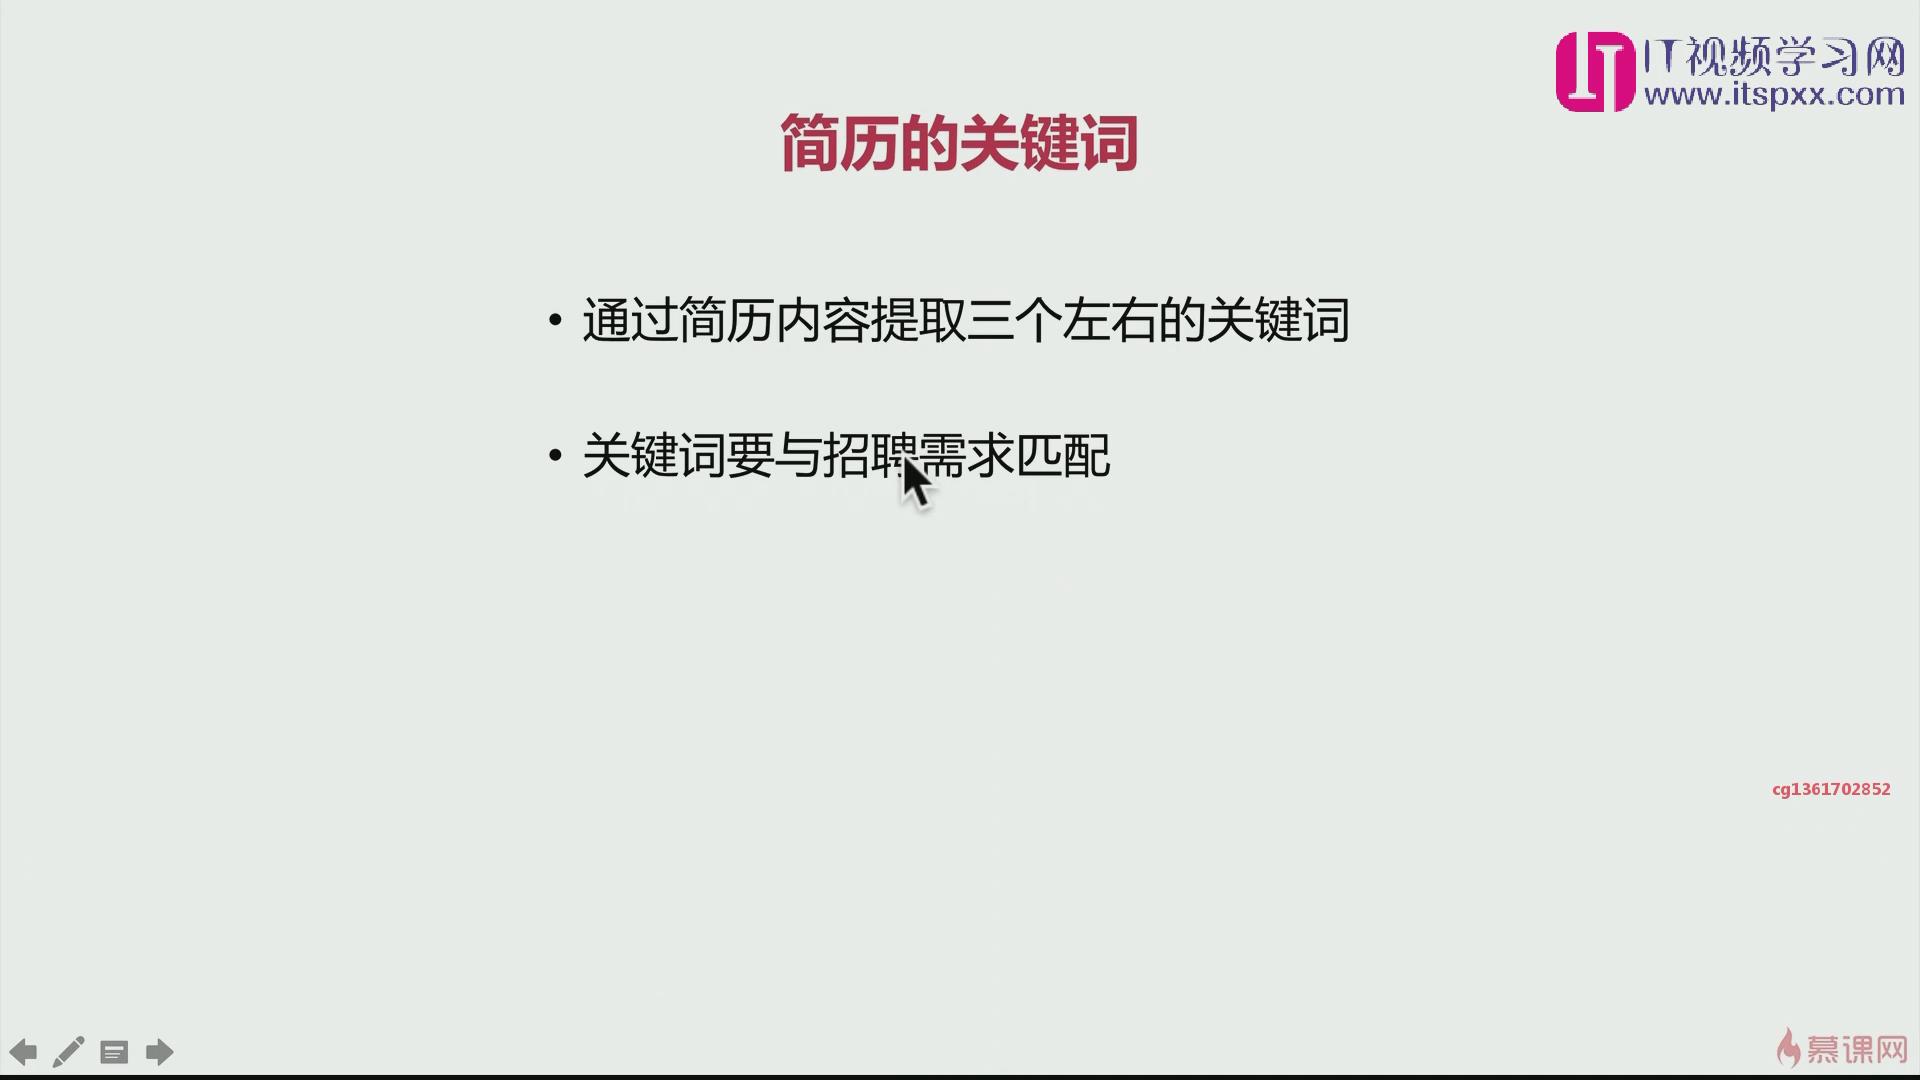 IT视频学习网
www.itspxx.com
简历的关键词
• 通过简历内容提取三个左右的关键词
• 关键词要与招聘需求匹配
cg1361702852
慕课网